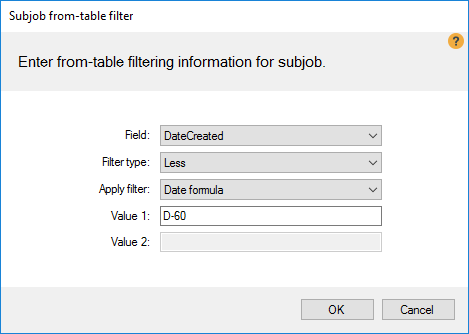 Subjob from-table filter
?
Enter from-table filtering information for subjob.
Field: DateCreated
Filter type: Less
Apply filter: Date formula
Value 1: D-60
Value 2:
OK Cancel